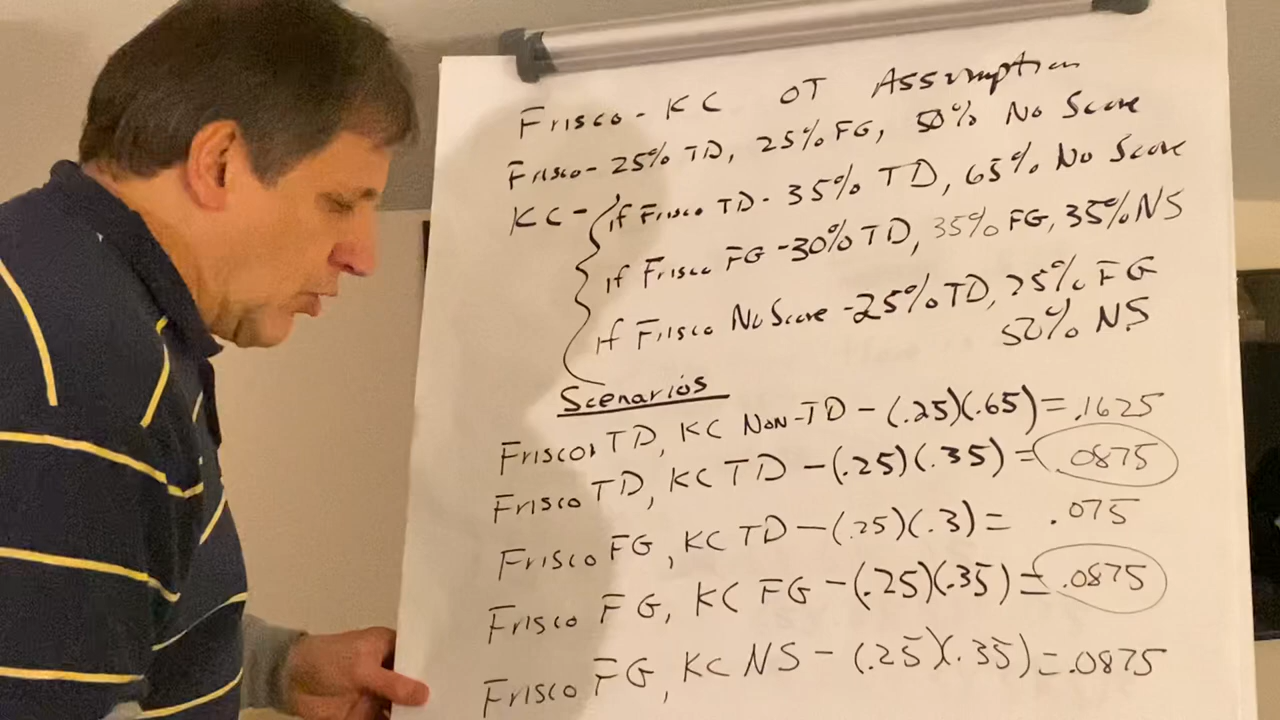 Frisco - KC OT Assumption
Frisco - 25% TD, 25% FG, 50% No Score
KC - { if Frisco TD - 35% TD, 65% No Score
if Frisco FG - 30% TD, 35% FG, 35% NS
if Frisco No Score - 25% TD, 25% FG
50% NS
Scenarios
Frisco TD, KC Non-TD - (.25)(.65) = .1625
Frisco TD, KC TD - (.25)(.35) = .0875
Frisco FG, KC TD - (.25)(.3) = .075
Frisco FG, KC FG - (.25)(.35) = .0875
Frisco FG, KC NS - (.25)(.35) = .0875